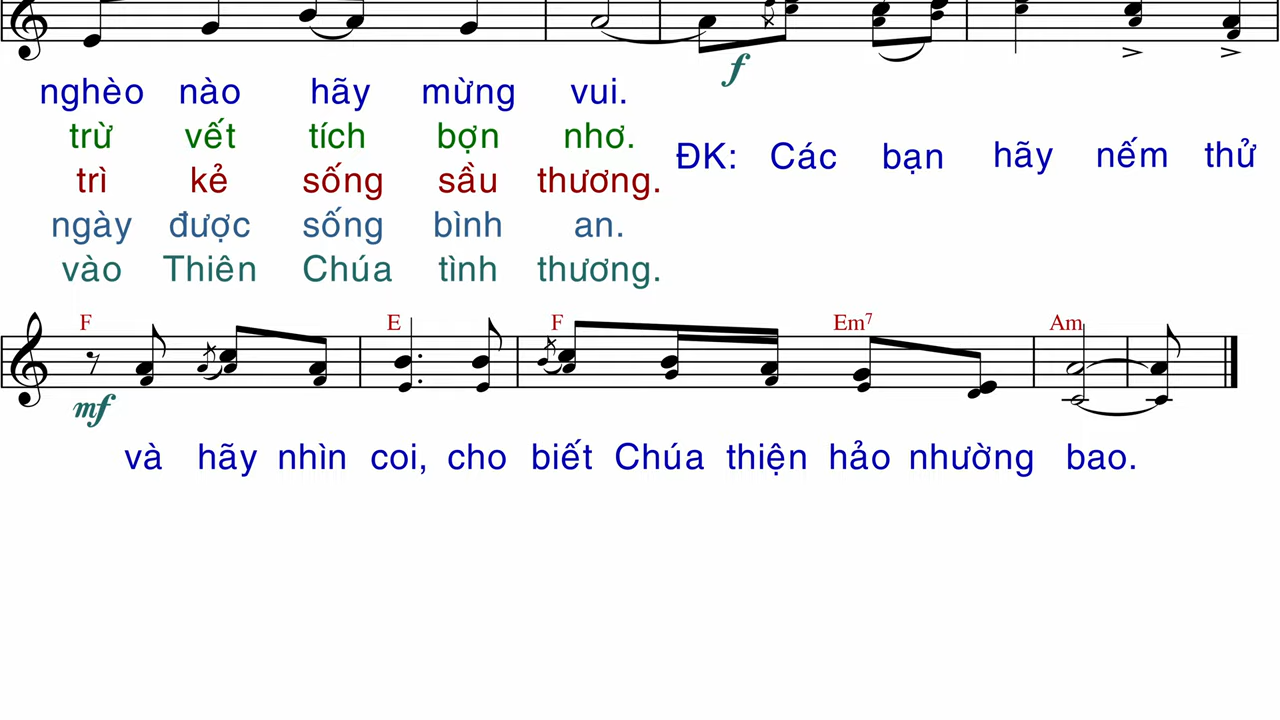 f
nghèo nào hãy mừng vui.
trừ vết tích bợn nhơ.
ĐK: Các bạn hãy nếm thử
trì kẻ sống sầu thương.
ngày được sống bình an.
vào Thiên Chúa tình thương.
F E F Em7 Am
mf
và hãy nhìn coi, cho biết Chúa thiện hảo nhường bao.